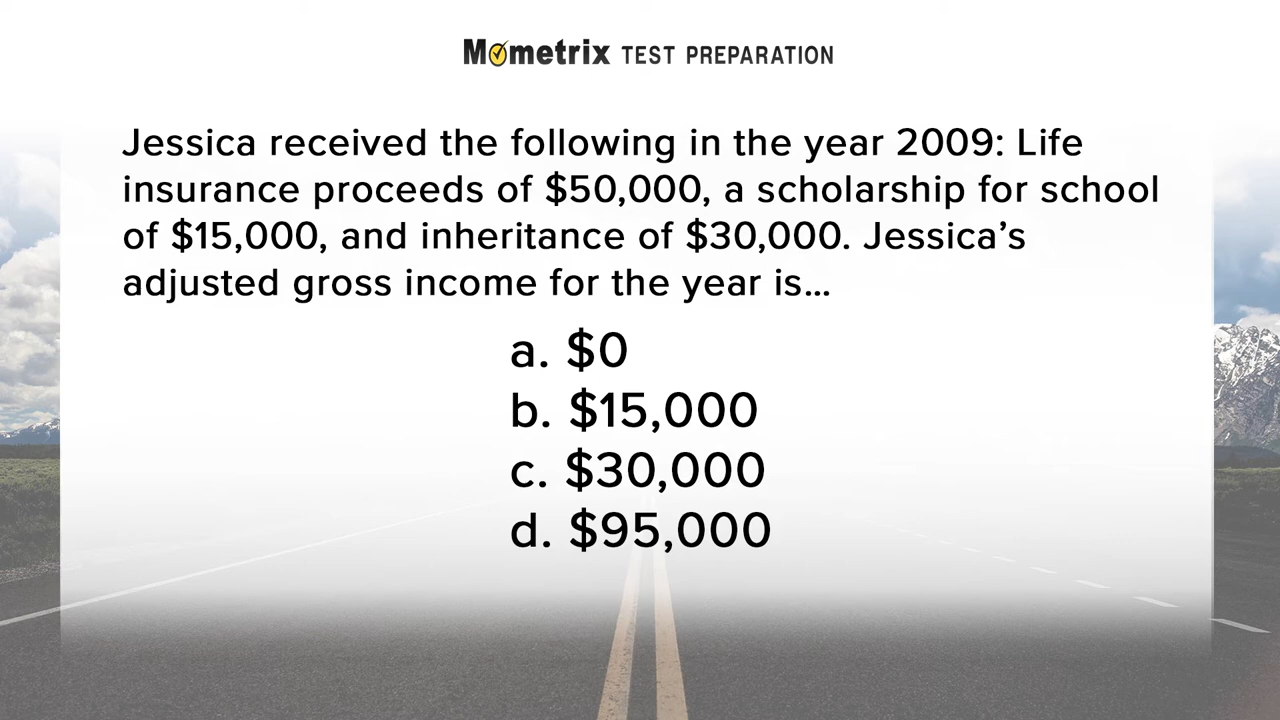 Mometrix TEST PREPARATION
Jessica received the following in the year 2009: Life
insurance proceeds of $50,000, a scholarship for school
of $15,000, and inheritance of $30,000. Jessica’s
adjusted gross income for the year is...
a. $0
b. $15,000
c. $30,000
d. $95,000